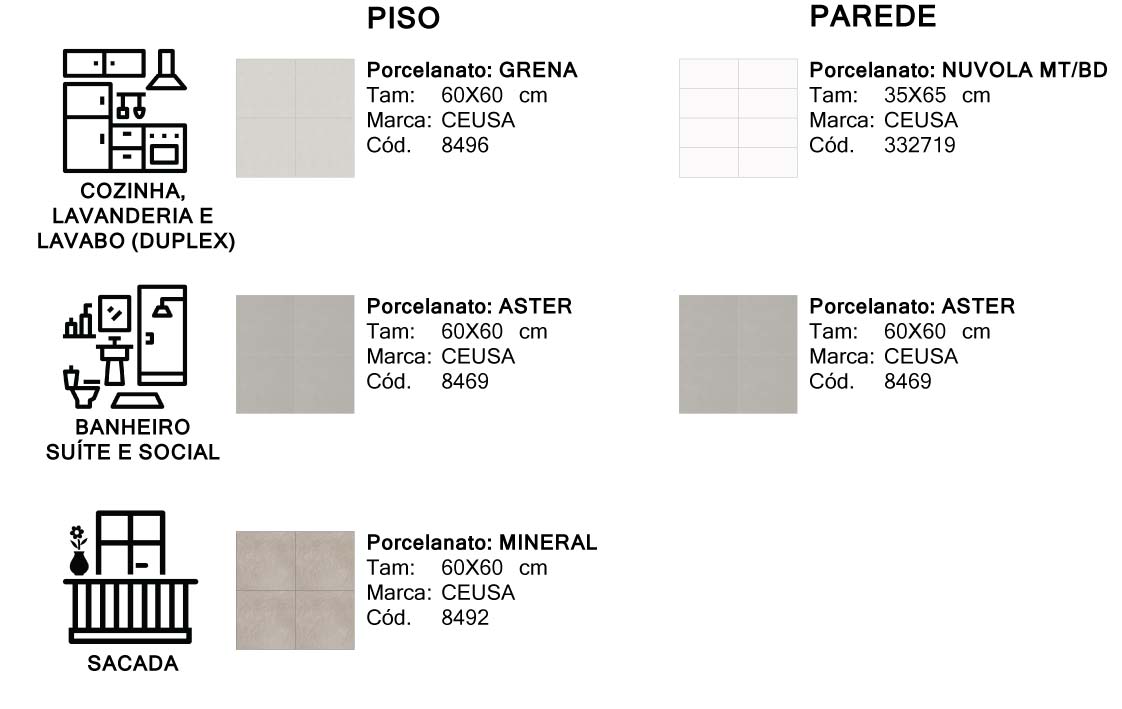 PISO
PAREDE
COZINHA,
LAVANDERIA E
LAVABO (DUPLEX)
Porcelanato: GRENA
Tam: 60X60 cm
Marca: CEUSA
Cód. 8496
Porcelanato: NUVOLA MT/BD
Tam: 35X65 cm
Marca: CEUSA
Cód. 332719
BANHEIRO
SUÍTE E SOCIAL
Porcelanato: ASTER
Tam: 60X60 cm
Marca: CEUSA
Cód. 8469
Porcelanato: ASTER
Tam: 60X60 cm
Marca: CEUSA
Cód. 8469
SACADA
Porcelanato: MINERAL
Tam: 60X60 cm
Marca: CEUSA
Cód. 8492